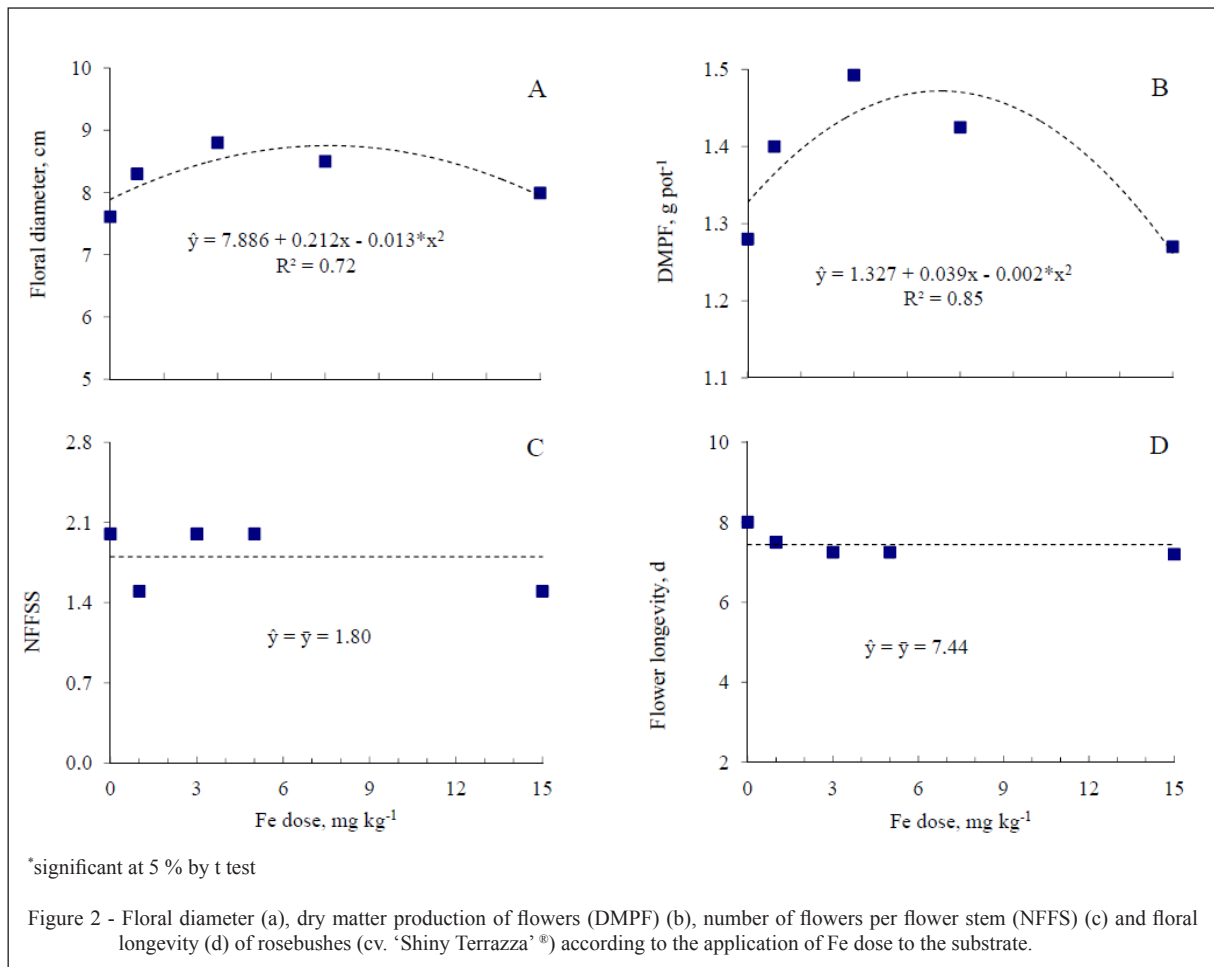 A
10
9
8
7
6
5
Floral diameter, cm
ŷ = 7.886 + 0.212x - 0.013*x²
R² = 0.72
B
1.5
1.4
1.3
1.2
1.1
DMPF, g pot⁻¹
ŷ = 1.327 + 0.039x - 0.002*x²
R² = 0.85
C
2.8
2.1
1.4
0.7
0.0
NFFSS
ŷ = ȳ = 1.80
0 3 6 9 12 15
Fe dose, mg kg⁻¹
D
10
8
6
4
2
Flower longevity, d
ŷ = ȳ = 7.44
0 3 6 9 12 15
Fe dose, mg kg⁻¹
*significant at 5 % by t test
Figure 2 - Floral diameter (a), dry matter production of flowers (DMPF) (b), number of flowers per flower stem (NFFS) (c) and floral
longevity (d) of rosebushes (cv. ‘Shiny Terrazza’ ®) according to the application of Fe dose to the substrate.